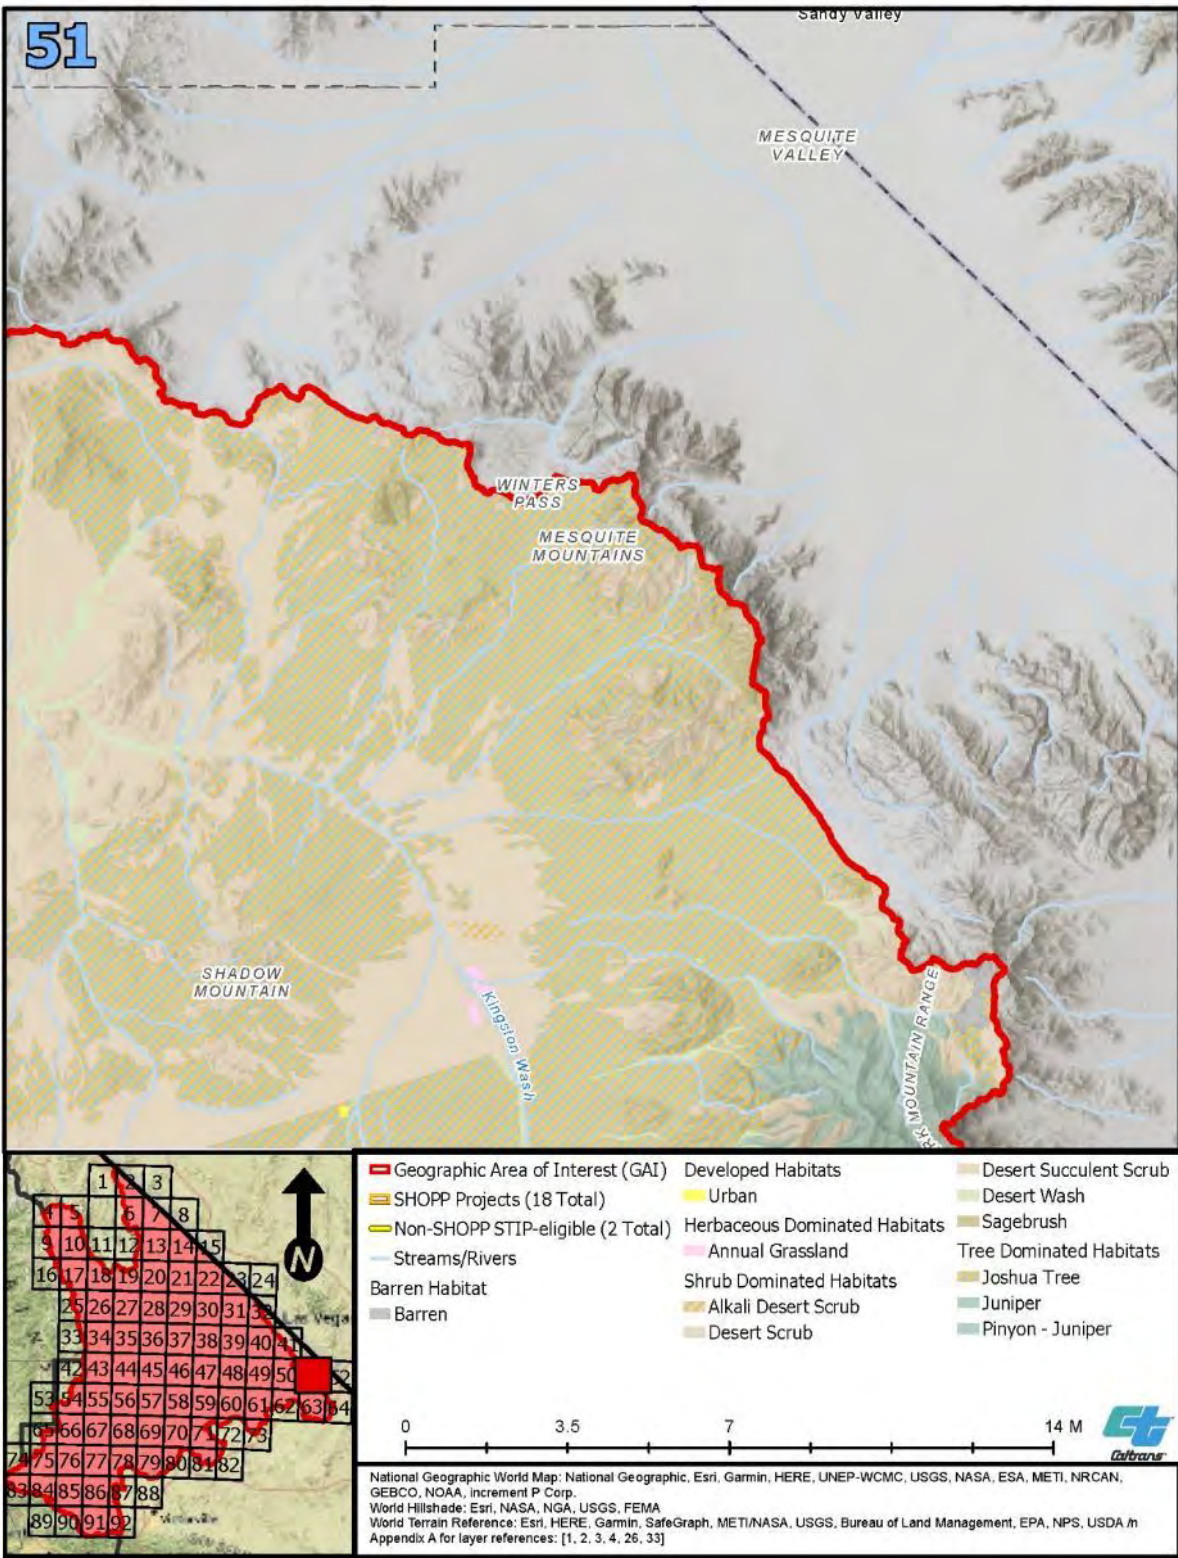 51
Sandy Valley
MESQUITE
VALLEY
WINTERS
PASS
MESQUITE
MOUNTAINS
SHADOW
MOUNTAIN
Kingston Wash
RK MOUNTAIN RANGE
1 2 3
4 5 6 7 8
9 10 11 12 13 14 15
16 17 18 19 20 21 22 23 24
25 26 27 28 29 30 31 32
Las Vega
33 34 35 36 37 38 39 40 41
42 43 44 45 46 47 48 49 50 52
53 54 55 56 57 58 59 60 61 62 63 64
65 66 67 68 69 70 71 72 73
74 75 76 77 78 79 80 81 82
83 84 85 86 87 88
89 90 91 92
N
Geographic Area of Interest (GAI)
SHOPP Projects (18 Total)
Non-SHOPP STIP-eligible (2 Total)
Streams/Rivers
Barren Habitat
Barren
Developed Habitats
Urban
Herbaceous Dominated Habitats
Annual Grassland
Shrub Dominated Habitats
Alkali Desert Scrub
Desert Scrub
Desert Succulent Scrub
Desert Wash
Sagebrush
Tree Dominated Habitats
Joshua Tree
Juniper
Pinyon - Juniper
0 3.5 7 14 M
Caltrans
National Geographic World Map: National Geographic, Esri, Garmin, HERE, UNEP-WCMC, USGS, NASA, ESA, METI, NRCAN,
GEBCO, NOAA, increment P Corp.
World Hillshade: Esri, NASA, NGA, USGS, FEMA
World Terrain Reference: Esri, HERE, Garmin, SafeGraph, METI/NASA, USGS, Bureau of Land Management, EPA, NPS, USDA /n
Appendix A for layer references: [1, 2, 3, 4, 26, 33]